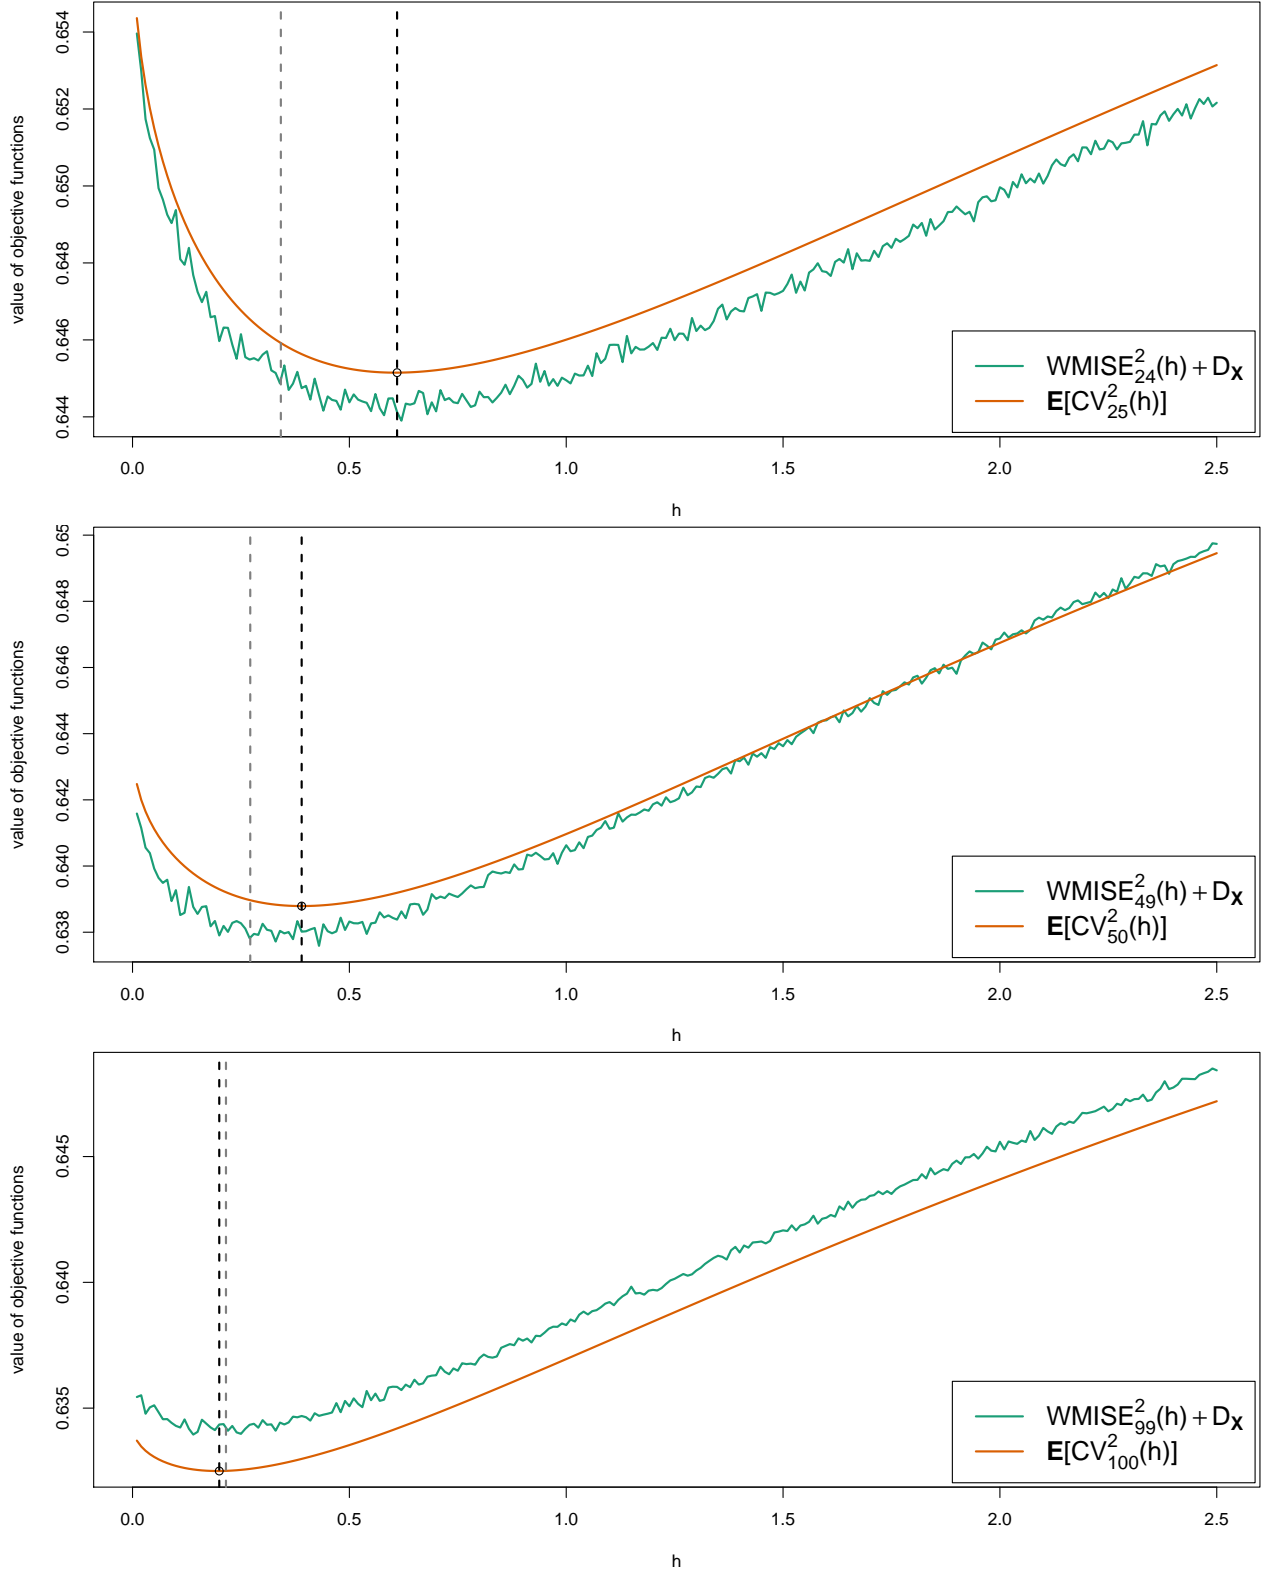 0.654
0.652
0.650
0.648
0.646
0.644
value of objective functions
WMISE²₂₄(h) + D_X
E[CV²₂₅(h)]
0.0 0.5 1.0 1.5 2.0 2.5
h
0.65
0.648
0.646
0.644
0.642
0.640
0.638
value of objective functions
WMISE²₄₉(h) + D_X
E[CV²₅₀(h)]
0.0 0.5 1.0 1.5 2.0 2.5
h
0.645
0.640
0.635
value of objective functions
WMISE²₉₉(h) + D_X
E[CV²₁₀₀(h)]
0.0 0.5 1.0 1.5 2.0 2.5
h